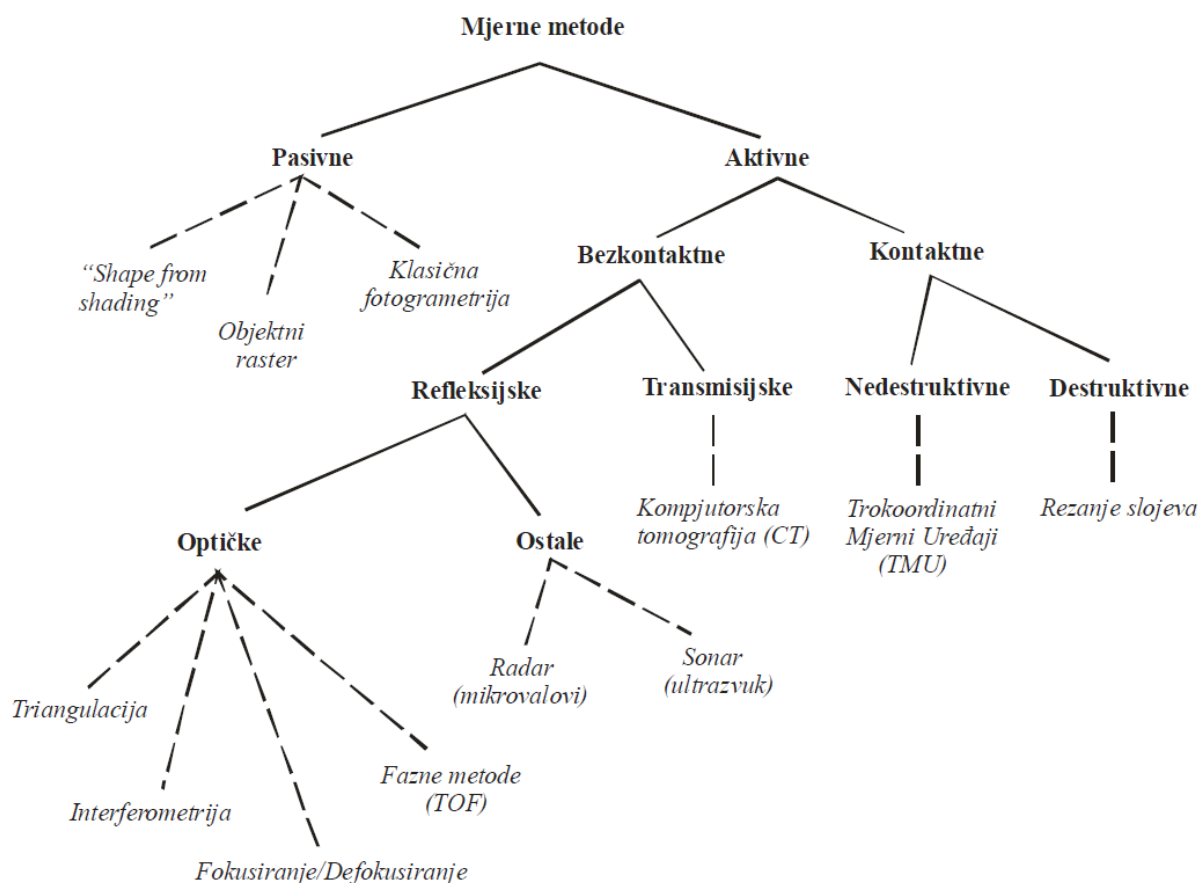 Mjerne metode
Pasivne
Aktivne
“Shape from
shading”
Objektni
raster
Klasična
fotogrametrija
Bezkontaktne
Kontaktne
Refleksijske
Transmisijske
Nedestruktivne
Destruktivne
Kompjutorska
tomografija (CT)
Trokoordinatni
Mjerni Uređaji
(TMU)
Rezanje slojeva
Optičke
Ostale
Radar
(mikrovalovi)
Sonar
(ultrazvuk)
Triangulacija
Interferometrija
Fokusiranje/Defokusiranje
Fazne metode
(TOF)